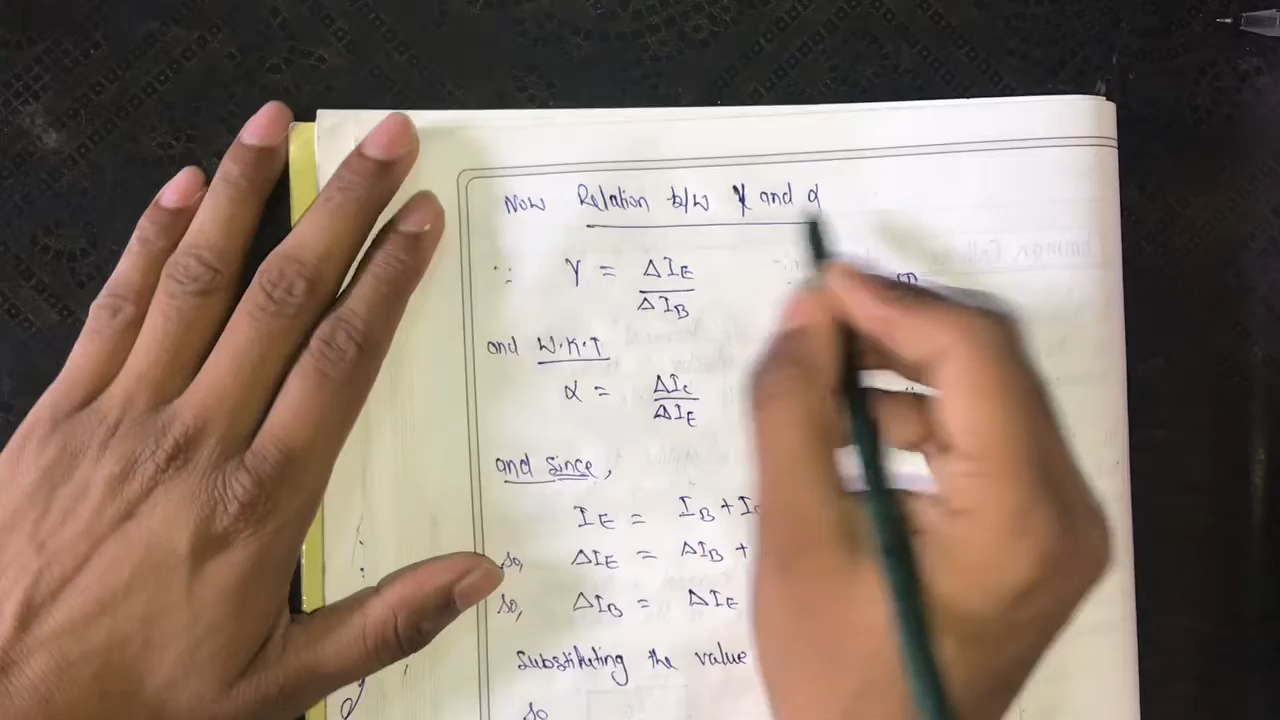 Now Relation b/w γ and α
∵ γ = ΔIE / ΔIB
and W.K.T
α = ΔIC / ΔIE
and since,
IE = IB + IC
so, ΔIE = ΔIB +
so, ΔIB = ΔIE
Substituting the value
so